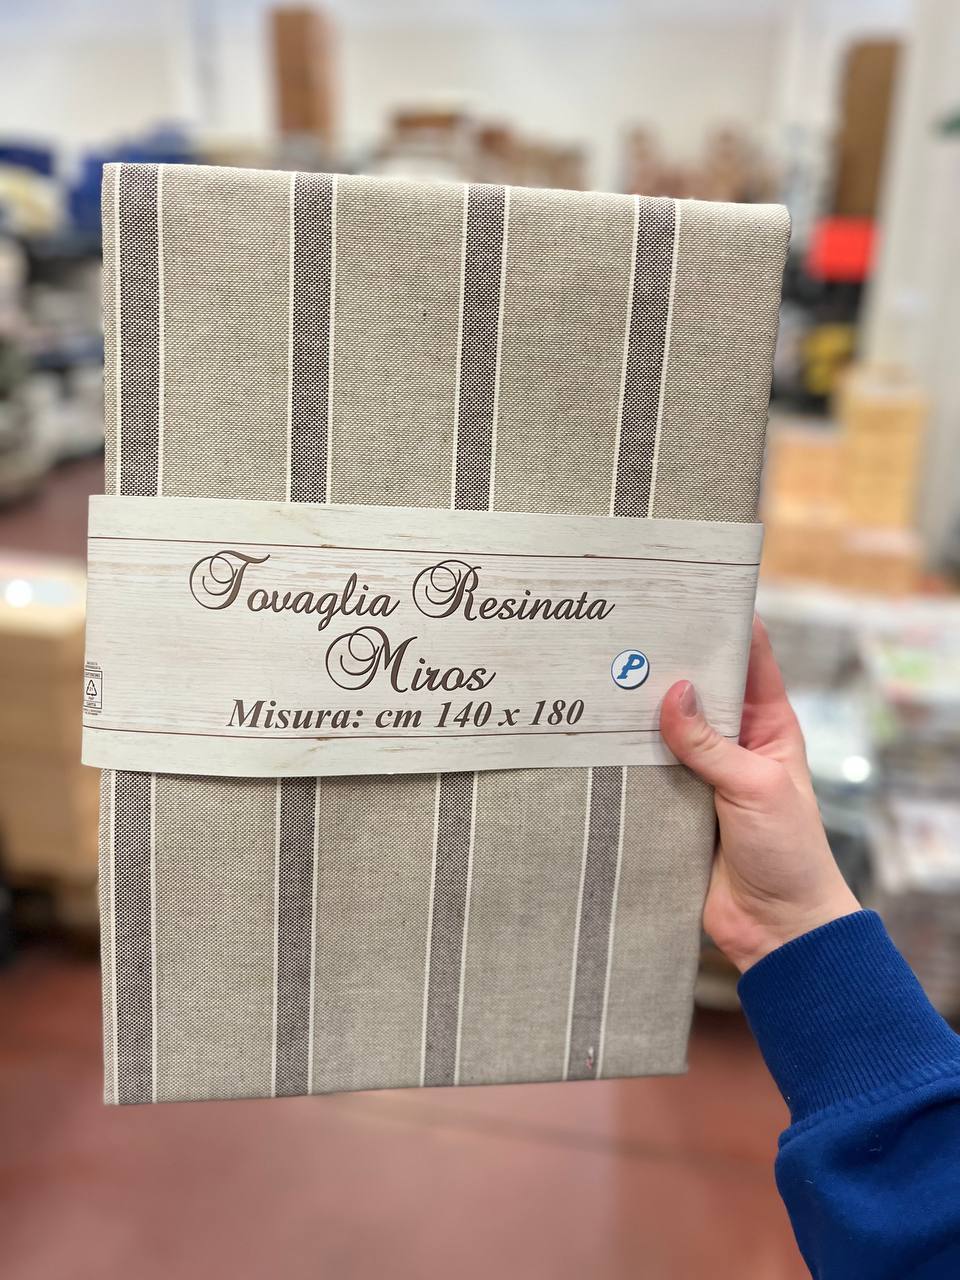 Tovaglia Resinata
Miros
P
Misura: cm 140 x 180